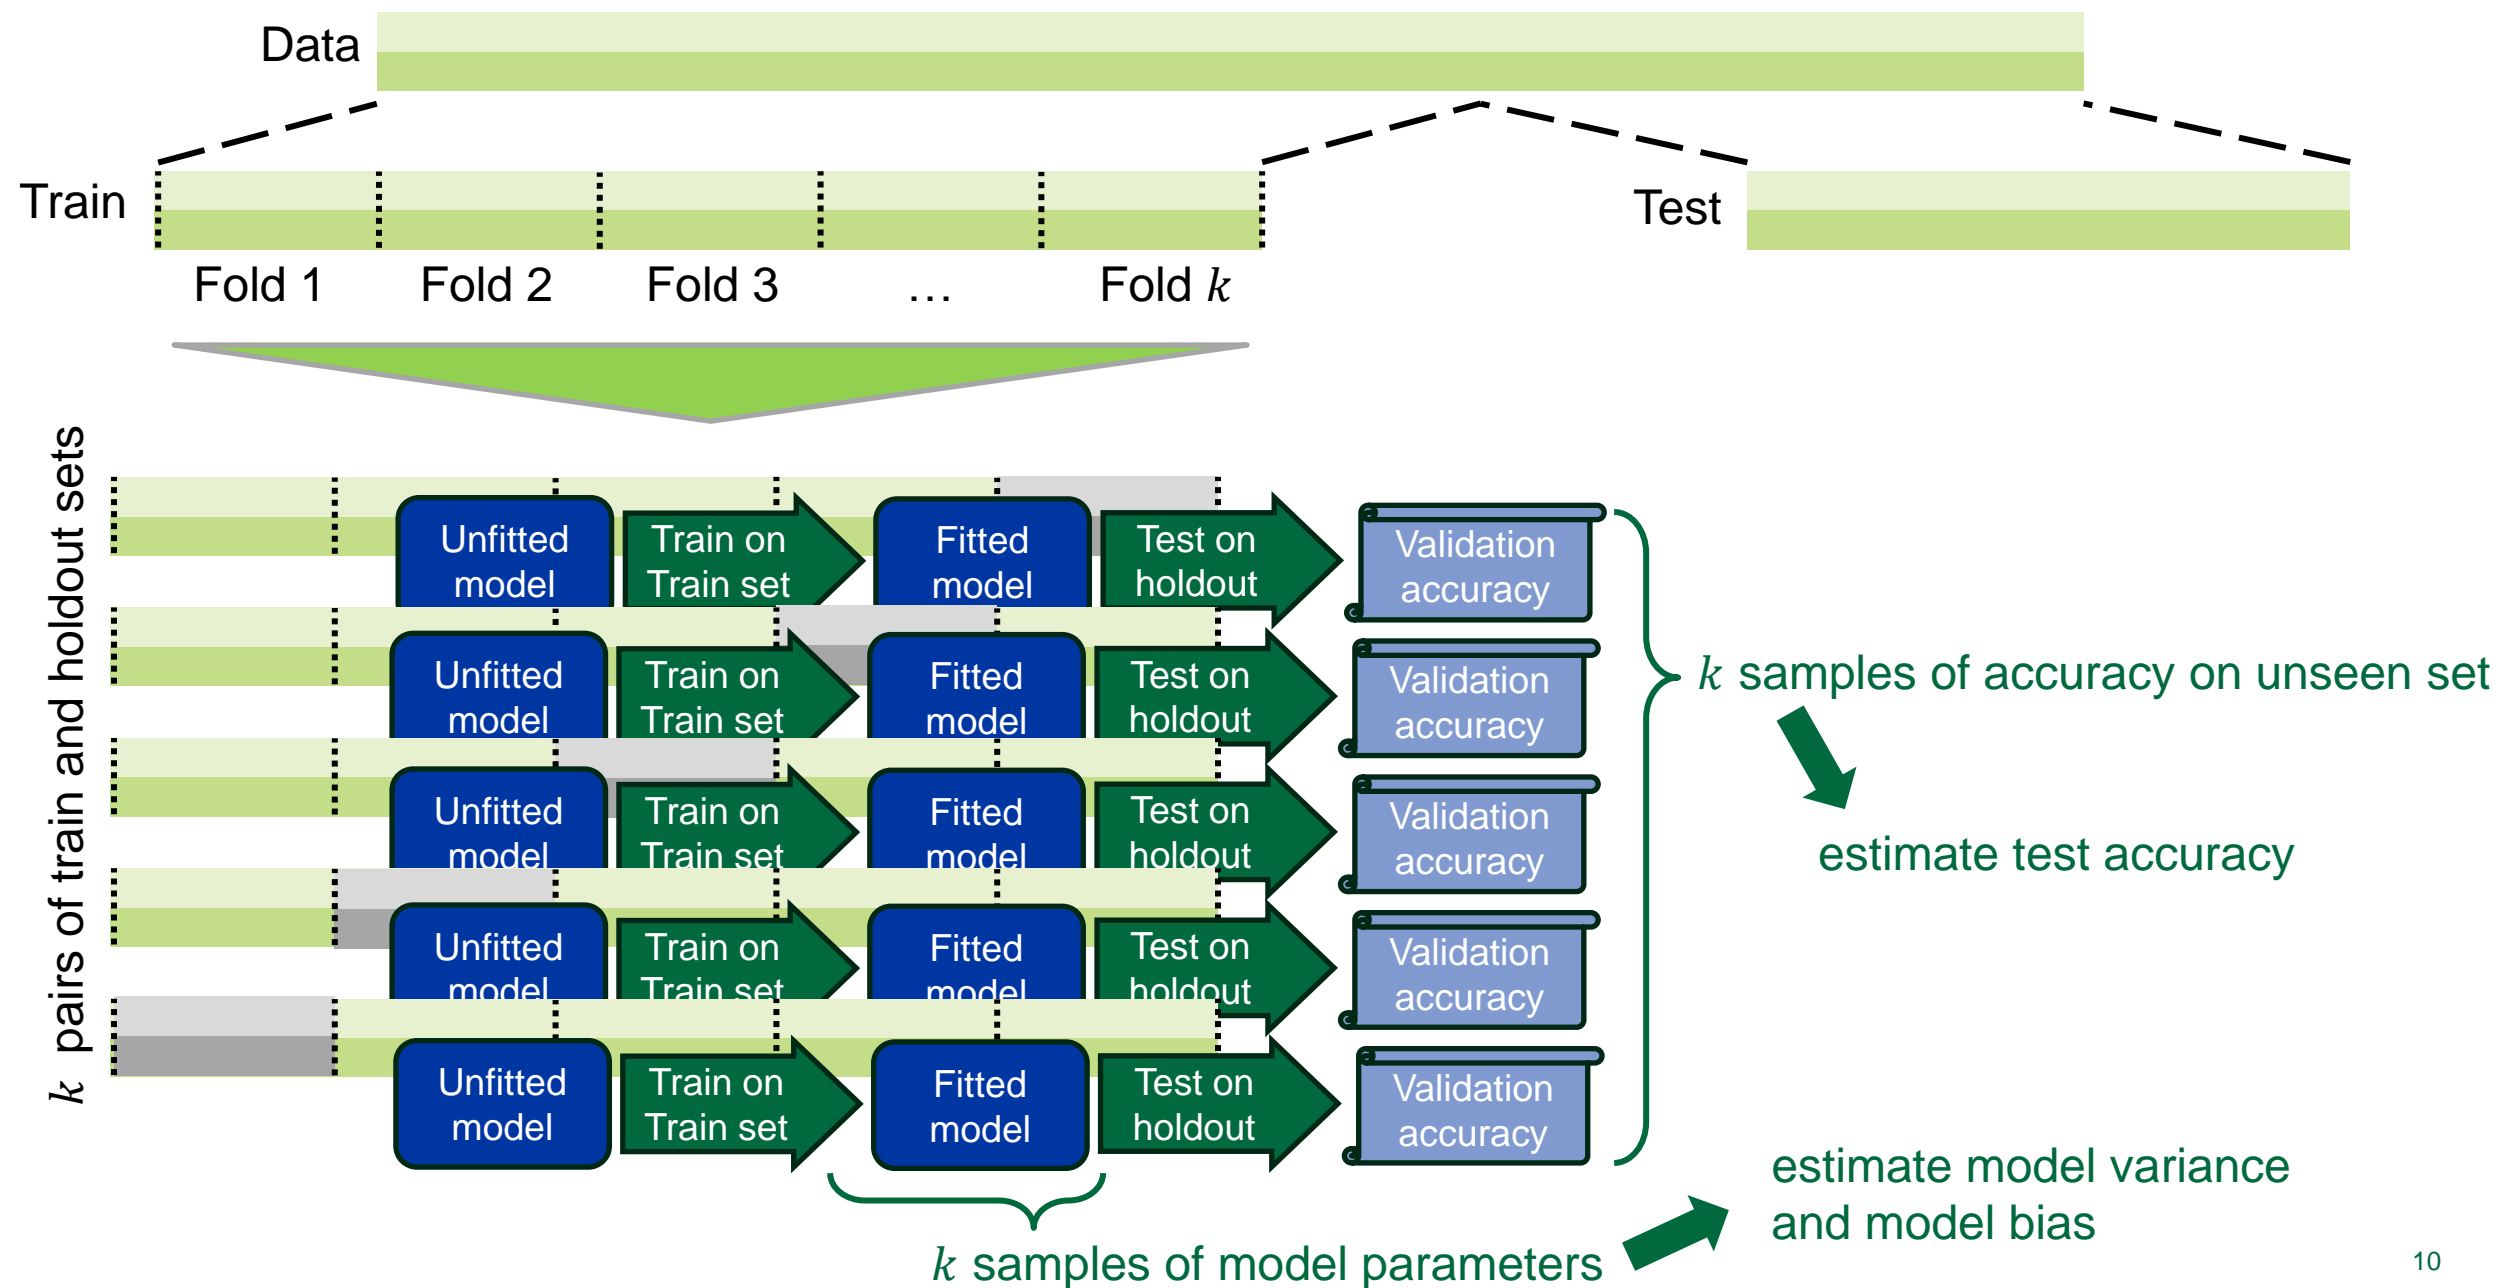 Data
Train
Test
Fold 1 Fold 2 Fold 3 … Fold k
k pairs of train and holdout sets
Unfitted
model
Train on
Train set
Fitted
model
Test on
holdout
Validation
accuracy
Unfitted
model
Train on
Train set
Fitted
model
Test on
holdout
Validation
accuracy
Unfitted
model
Train on
Train set
Fitted
model
Test on
holdout
Validation
accuracy
Unfitted
model
Train on
Train set
Fitted
model
Test on
holdout
Validation
accuracy
Unfitted
model
Train on
Train set
Fitted
model
Test on
holdout
Validation
accuracy
k samples of accuracy on unseen set
estimate test accuracy
estimate model variance
and model bias
k samples of model parameters
10